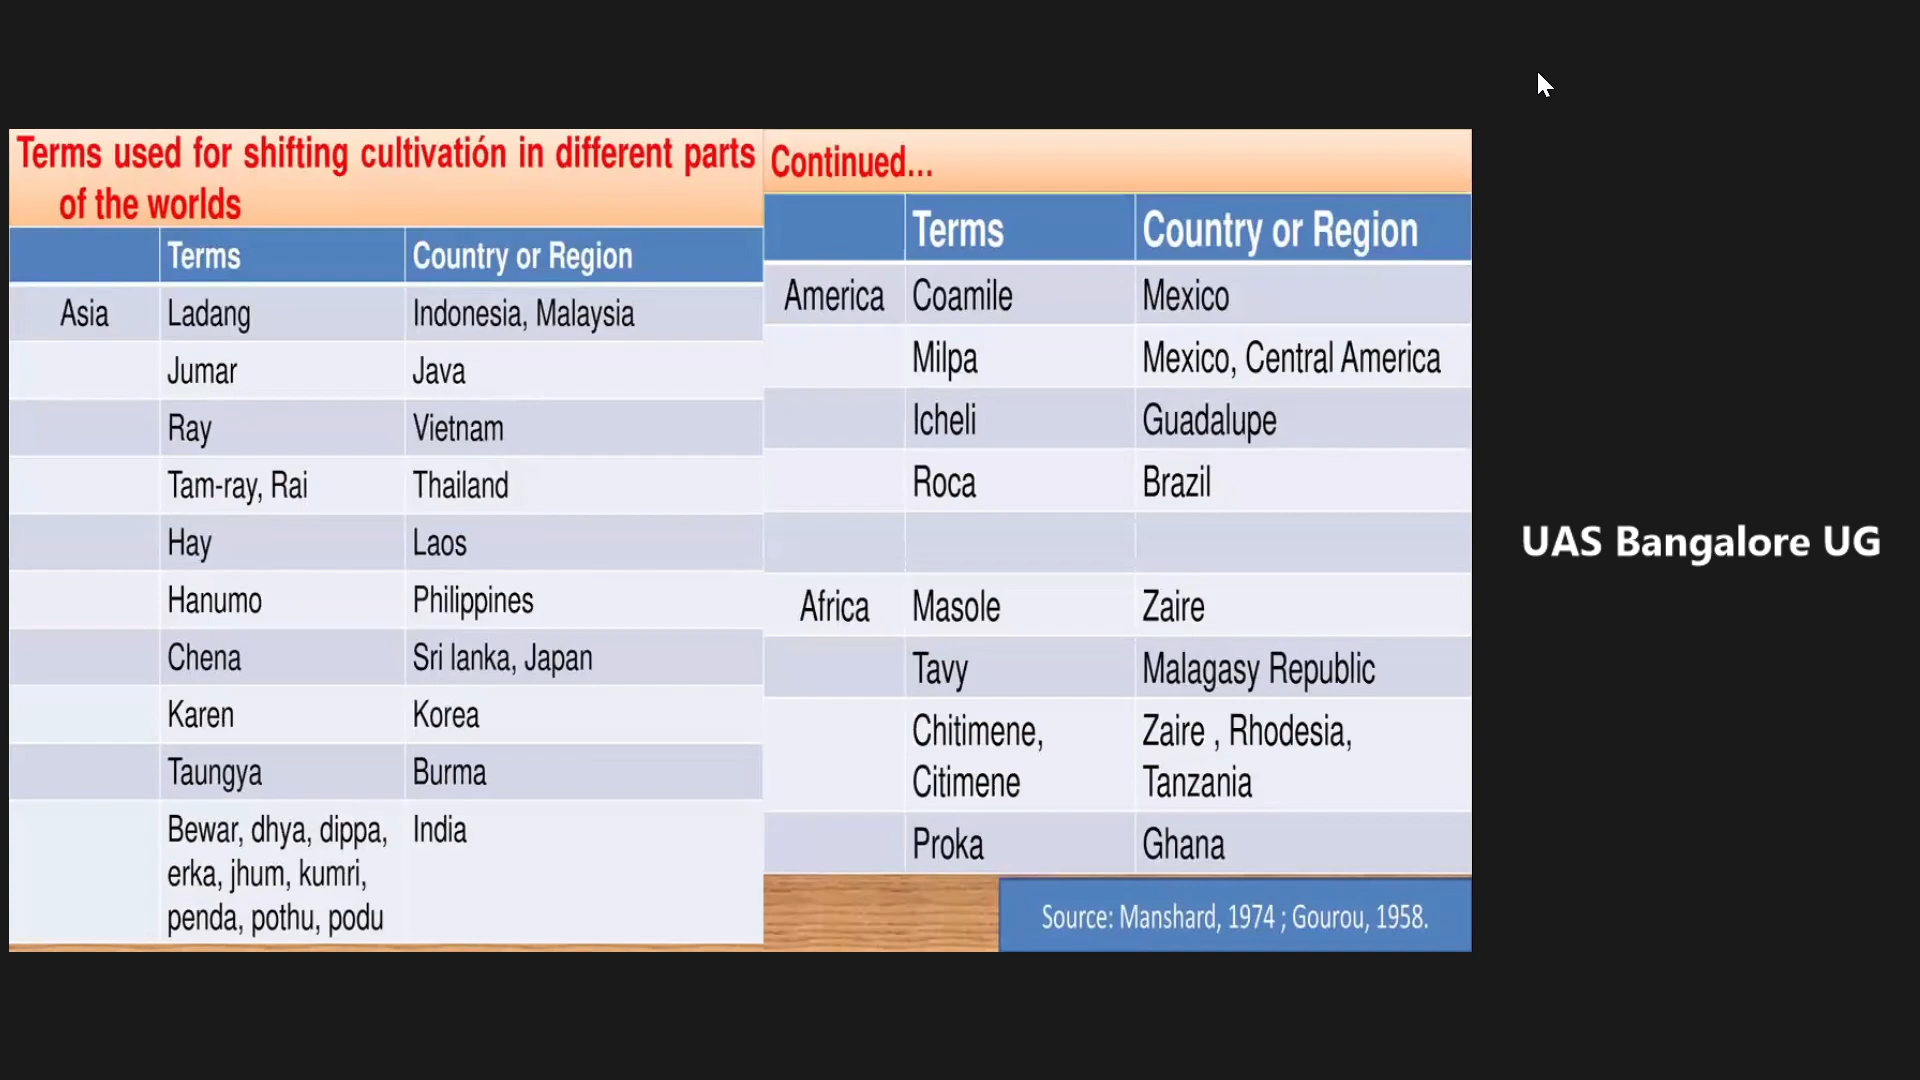 Terms used for shifting cultivatión in different parts
of the worlds
Terms Country or Region
Asia Ladang Indonesia, Malaysia
Jumar Java
Ray Vietnam
Tam-ray, Rai Thailand
Hay Laos
Hanumo Philippines
Chena Sri lanka, Japan
Karen Korea
Taungya Burma
Bewar, dhya, dippa, India
erka, jhum, kumri,
penda, pothu, podu
Continued...
Terms Country or Region
America Coamile Mexico
Milpa Mexico, Central America
Icheli Guadalupe
Roca Brazil
Africa Masole Zaire
Tavy Malagasy Republic
Chitimene, Zaire , Rhodesia,
Citimene Tanzania
Proka Ghana
Source: Manshard, 1974 ; Gourou, 1958.
UAS Bangalore UG